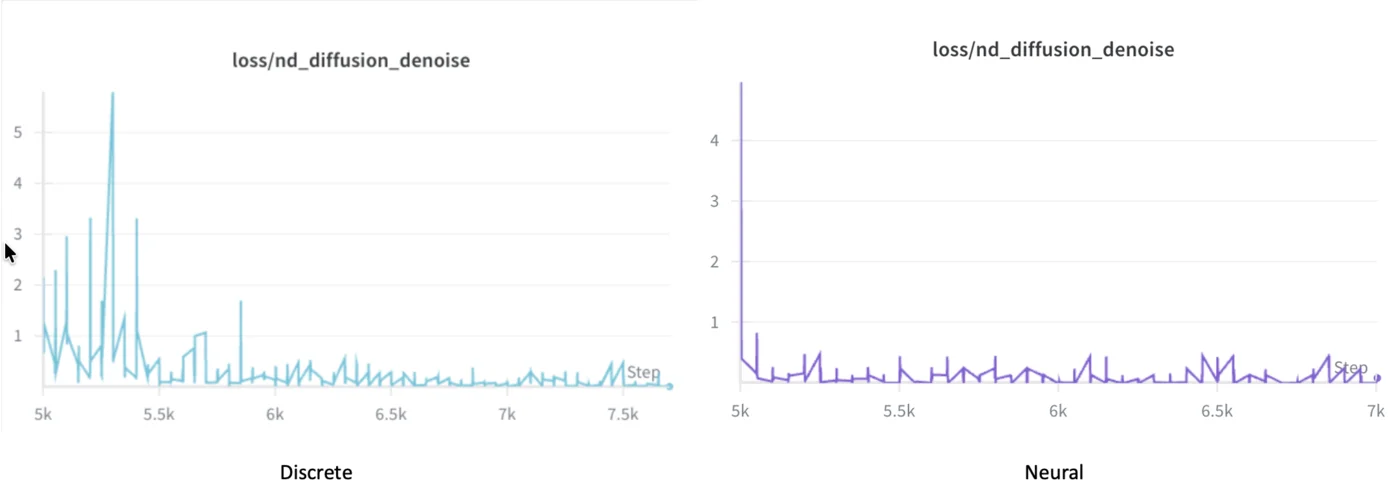 loss/nd_diffusion_denoise
5
4
3
2
1
Step
5k 5.5k 6k 6.5k 7k 7.5k
Discrete
loss/nd_diffusion_denoise
4
3
2
1
Step
5k 5.5k 6k 6.5k 7k
Neural